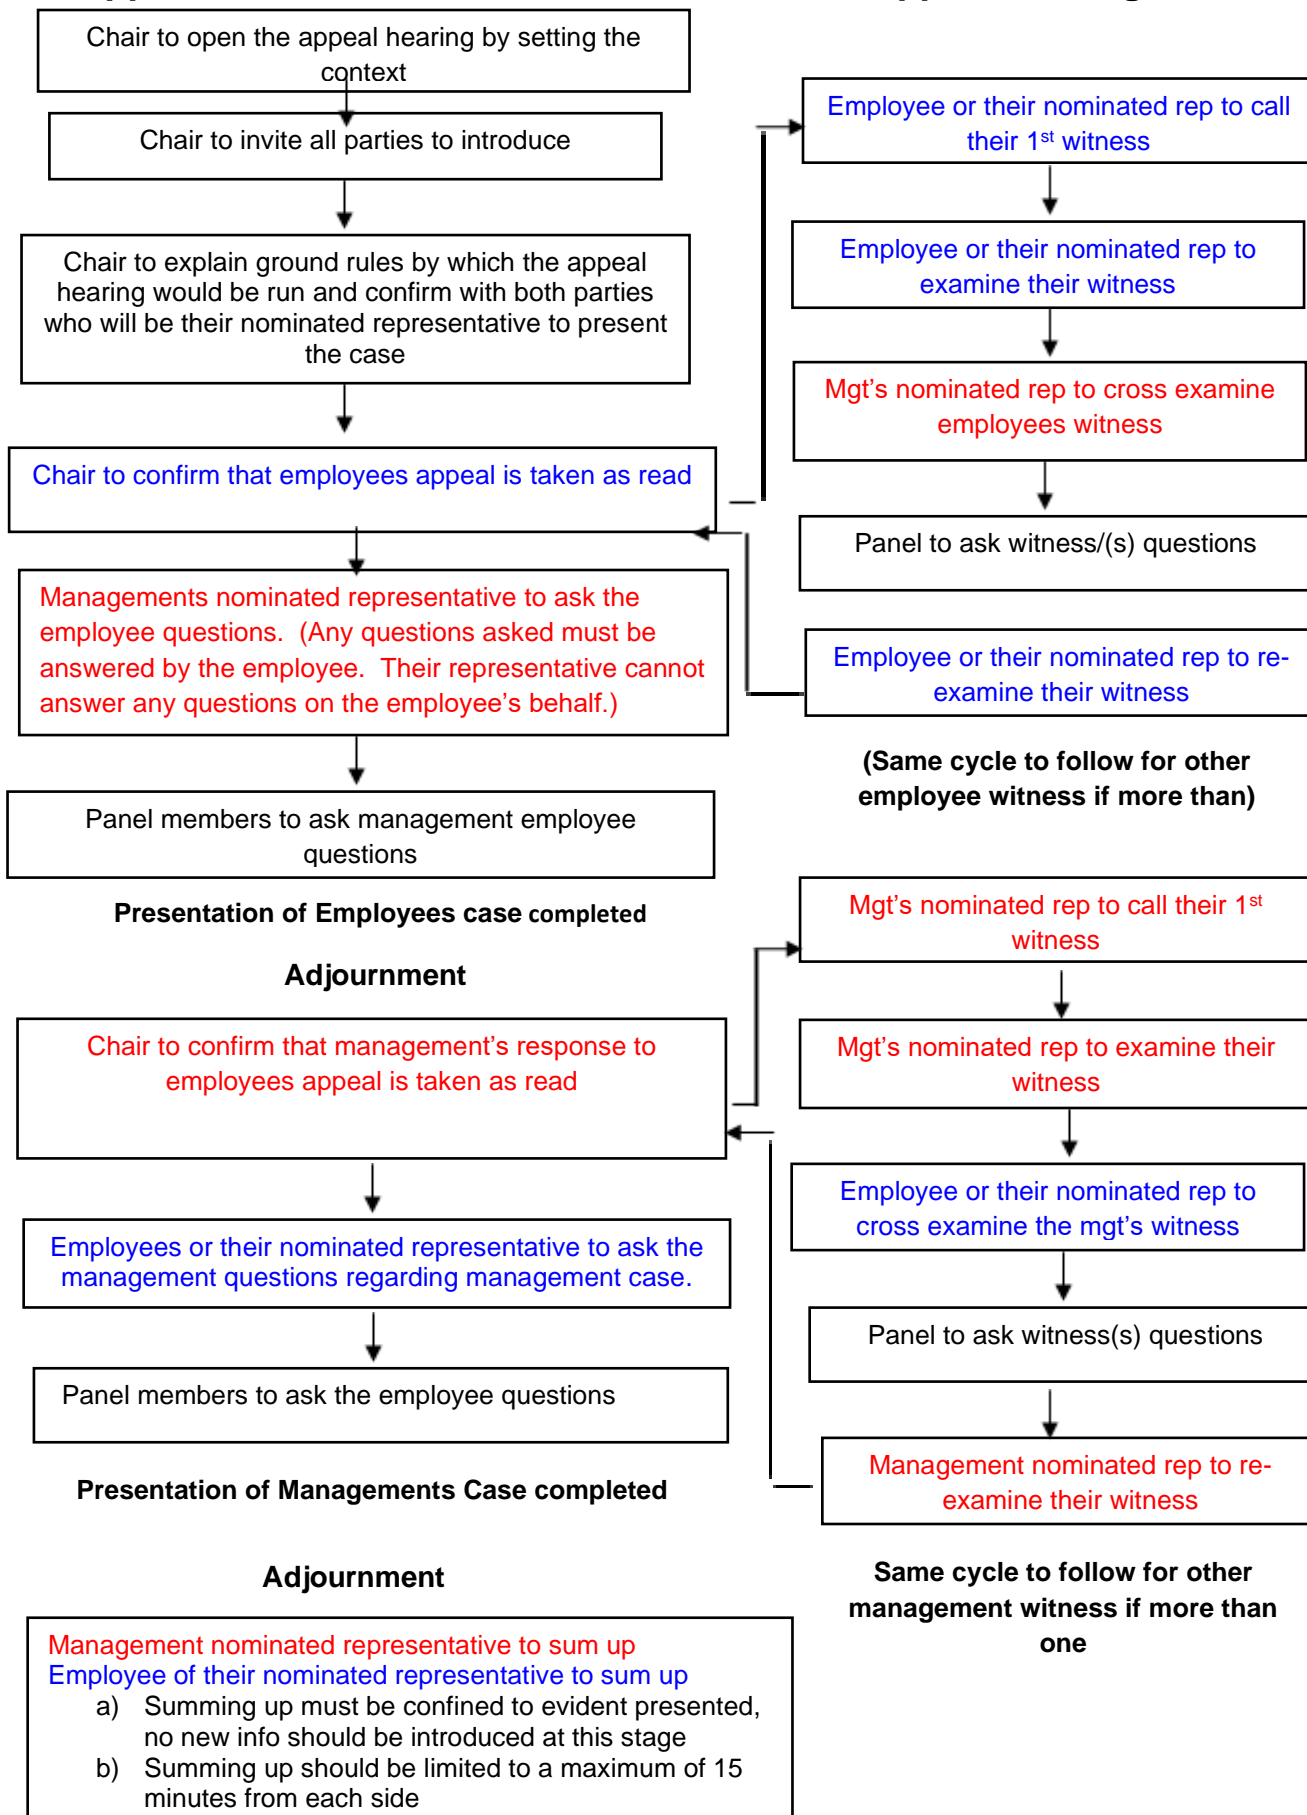 Chair to open the appeal hearing by setting the
context
Chair to invite all parties to introduce
Chair to explain ground rules by which the appeal
hearing would be run and confirm with both parties
who will be their nominated representative to present
the case
Chair to confirm that employees appeal is taken as read
Managements nominated representative to ask the
employee questions.  (Any questions asked must be
answered by the employee.  Their representative cannot
answer any questions on the employee's behalf.)
Panel members to ask management employee
questions
Presentation of Employees case completed
Adjournment
Chair to confirm that management's response to
employees appeal is taken as read
Employees or their nominated representative to ask the
management questions regarding management case.
Panel members to ask the employee questions
Presentation of Managements Case completed
Adjournment
Management nominated representative to sum up
Employee of their nominated representative to sum up
a) Summing up must be confined to evident presented,
no new info should be introduced at this stage
b) Summing up should be limited to a maximum of 15
minutes from each side
Employee or their nominated rep to call
their 1st witness
Employee or their nominated rep to
examine their witness
Mgt's nominated rep to cross examine
employees witness
Panel to ask witness/(s) questions
Employee or their nominated rep to re-
examine their witness
(Same cycle to follow for other
employee witness if more than)
Mgt's nominated rep to call their 1st
witness
Mgt's nominated rep to examine their
witness
Employee or their nominated rep to
cross examine the mgt's witness
Panel to ask witness(s) questions
Management nominated rep to re-
examine their witness
Same cycle to follow for other
management witness if more than
one